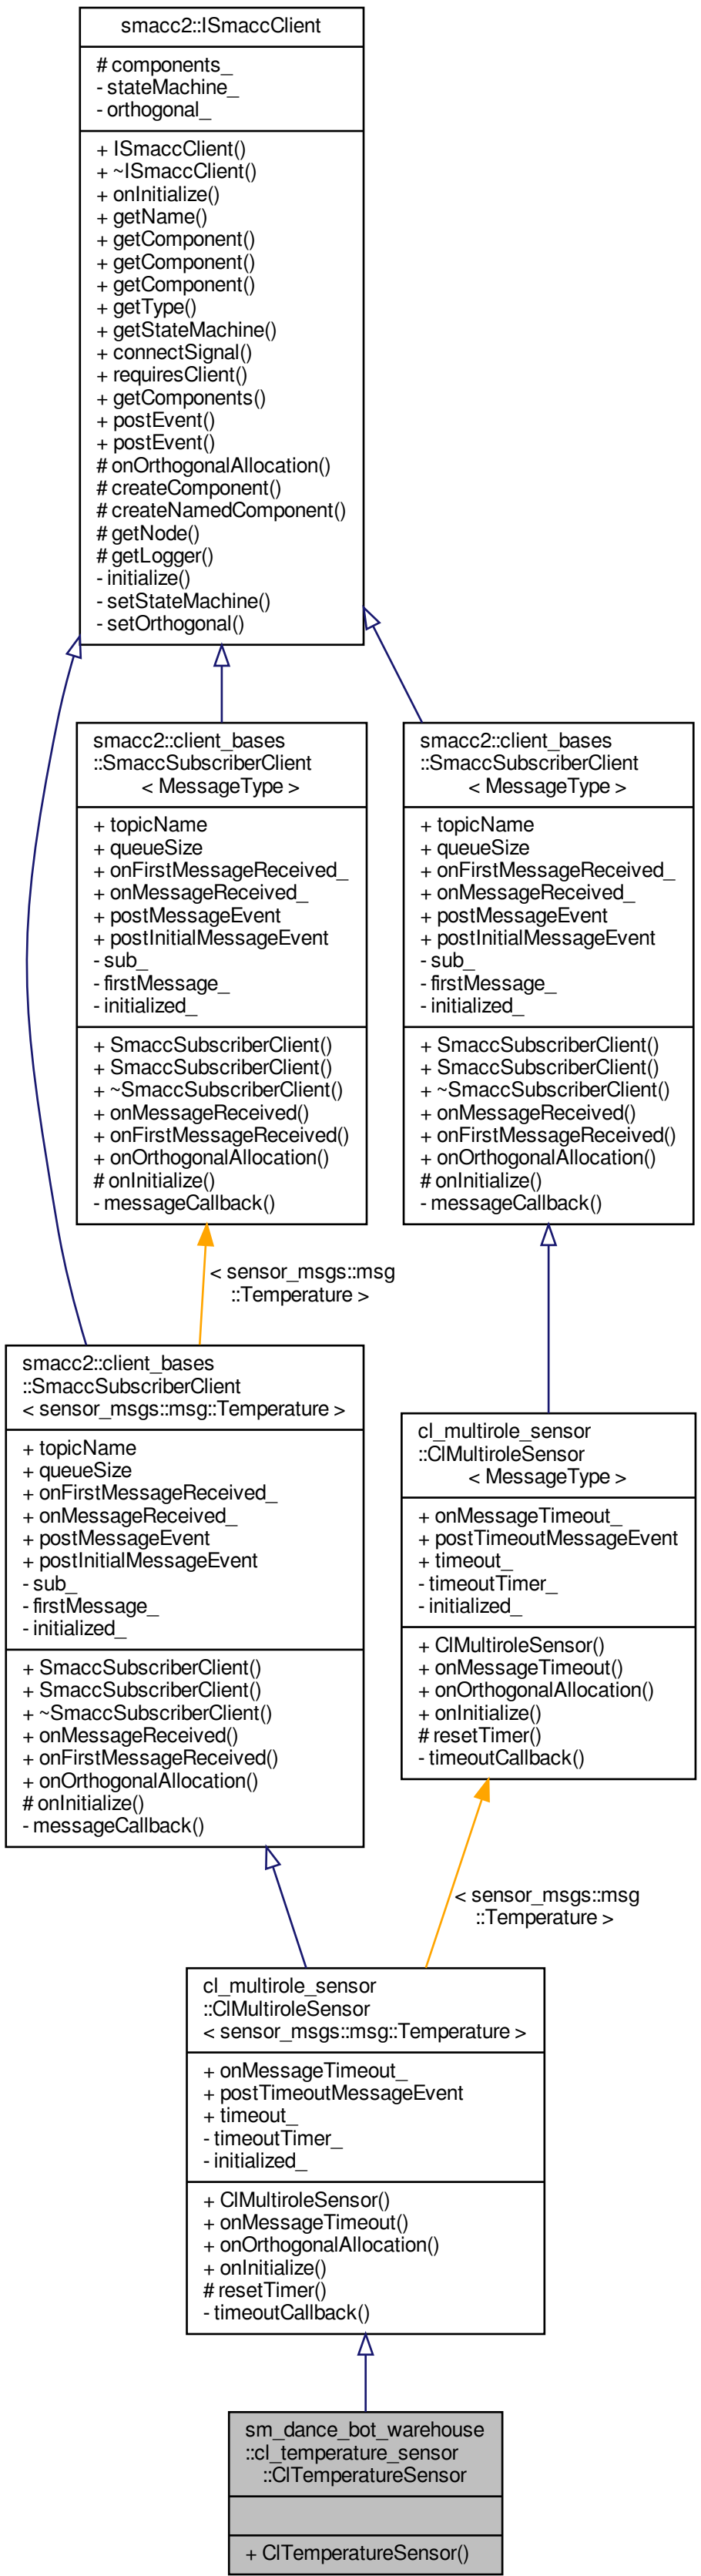 smacc2::ISmaccClient
# components_
- stateMachine_
- orthogonal_
+ ISmaccClient()
+ ~ISmaccClient()
+ onInitialize()
+ getName()
+ getComponent()
+ getComponent()
+ getComponent()
+ getType()
+ getStateMachine()
+ connectSignal()
+ requiresClient()
+ getComponents()
+ postEvent()
+ postEvent()
# onOrthogonalAllocation()
# createComponent()
# createNamedComponent()
# getNode()
# getLogger()
- initialize()
- setStateMachine()
- setOrthogonal()
smacc2::client_bases
::SmaccSubscriberClient
< MessageType >
+ topicName
+ queueSize
+ onFirstMessageReceived_
+ onMessageReceived_
+ postMessageEvent
+ postInitialMessageEvent
- sub_
- firstMessage_
- initialized_
+ SmaccSubscriberClient()
+ SmaccSubscriberClient()
+ ~SmaccSubscriberClient()
+ onMessageReceived()
+ onFirstMessageReceived()
+ onOrthogonalAllocation()
# onInitialize()
- messageCallback()
smacc2::client_bases
::SmaccSubscriberClient
< MessageType >
+ topicName
+ queueSize
+ onFirstMessageReceived_
+ onMessageReceived_
+ postMessageEvent
+ postInitialMessageEvent
- sub_
- firstMessage_
- initialized_
+ SmaccSubscriberClient()
+ SmaccSubscriberClient()
+ ~SmaccSubscriberClient()
+ onMessageReceived()
+ onFirstMessageReceived()
+ onOrthogonalAllocation()
# onInitialize()
- messageCallback()
< sensor_msgs::msg
::Temperature >
smacc2::client_bases
::SmaccSubscriberClient
< sensor_msgs::msg::Temperature >
+ topicName
+ queueSize
+ onFirstMessageReceived_
+ onMessageReceived_
+ postMessageEvent
+ postInitialMessageEvent
- sub_
- firstMessage_
- initialized_
+ SmaccSubscriberClient()
+ SmaccSubscriberClient()
+ ~SmaccSubscriberClient()
+ onMessageReceived()
+ onFirstMessageReceived()
+ onOrthogonalAllocation()
# onInitialize()
- messageCallback()
cl_multirole_sensor
::ClMultiroleSensor
< MessageType >
+ onMessageTimeout_
+ postTimeoutMessageEvent
+ timeout_
- timeoutTimer_
- initialized_
+ ClMultiroleSensor()
+ onMessageTimeout()
+ onOrthogonalAllocation()
+ onInitialize()
# resetTimer()
- timeoutCallback()
< sensor_msgs::msg
::Temperature >
cl_multirole_sensor
::ClMultiroleSensor
< sensor_msgs::msg::Temperature >
+ onMessageTimeout_
+ postTimeoutMessageEvent
+ timeout_
- timeoutTimer_
- initialized_
+ ClMultiroleSensor()
+ onMessageTimeout()
+ onOrthogonalAllocation()
+ onInitialize()
# resetTimer()
- timeoutCallback()
sm_dance_bot_warehouse
::cl_temperature_sensor
::ClTemperatureSensor
+ ClTemperatureSensor()